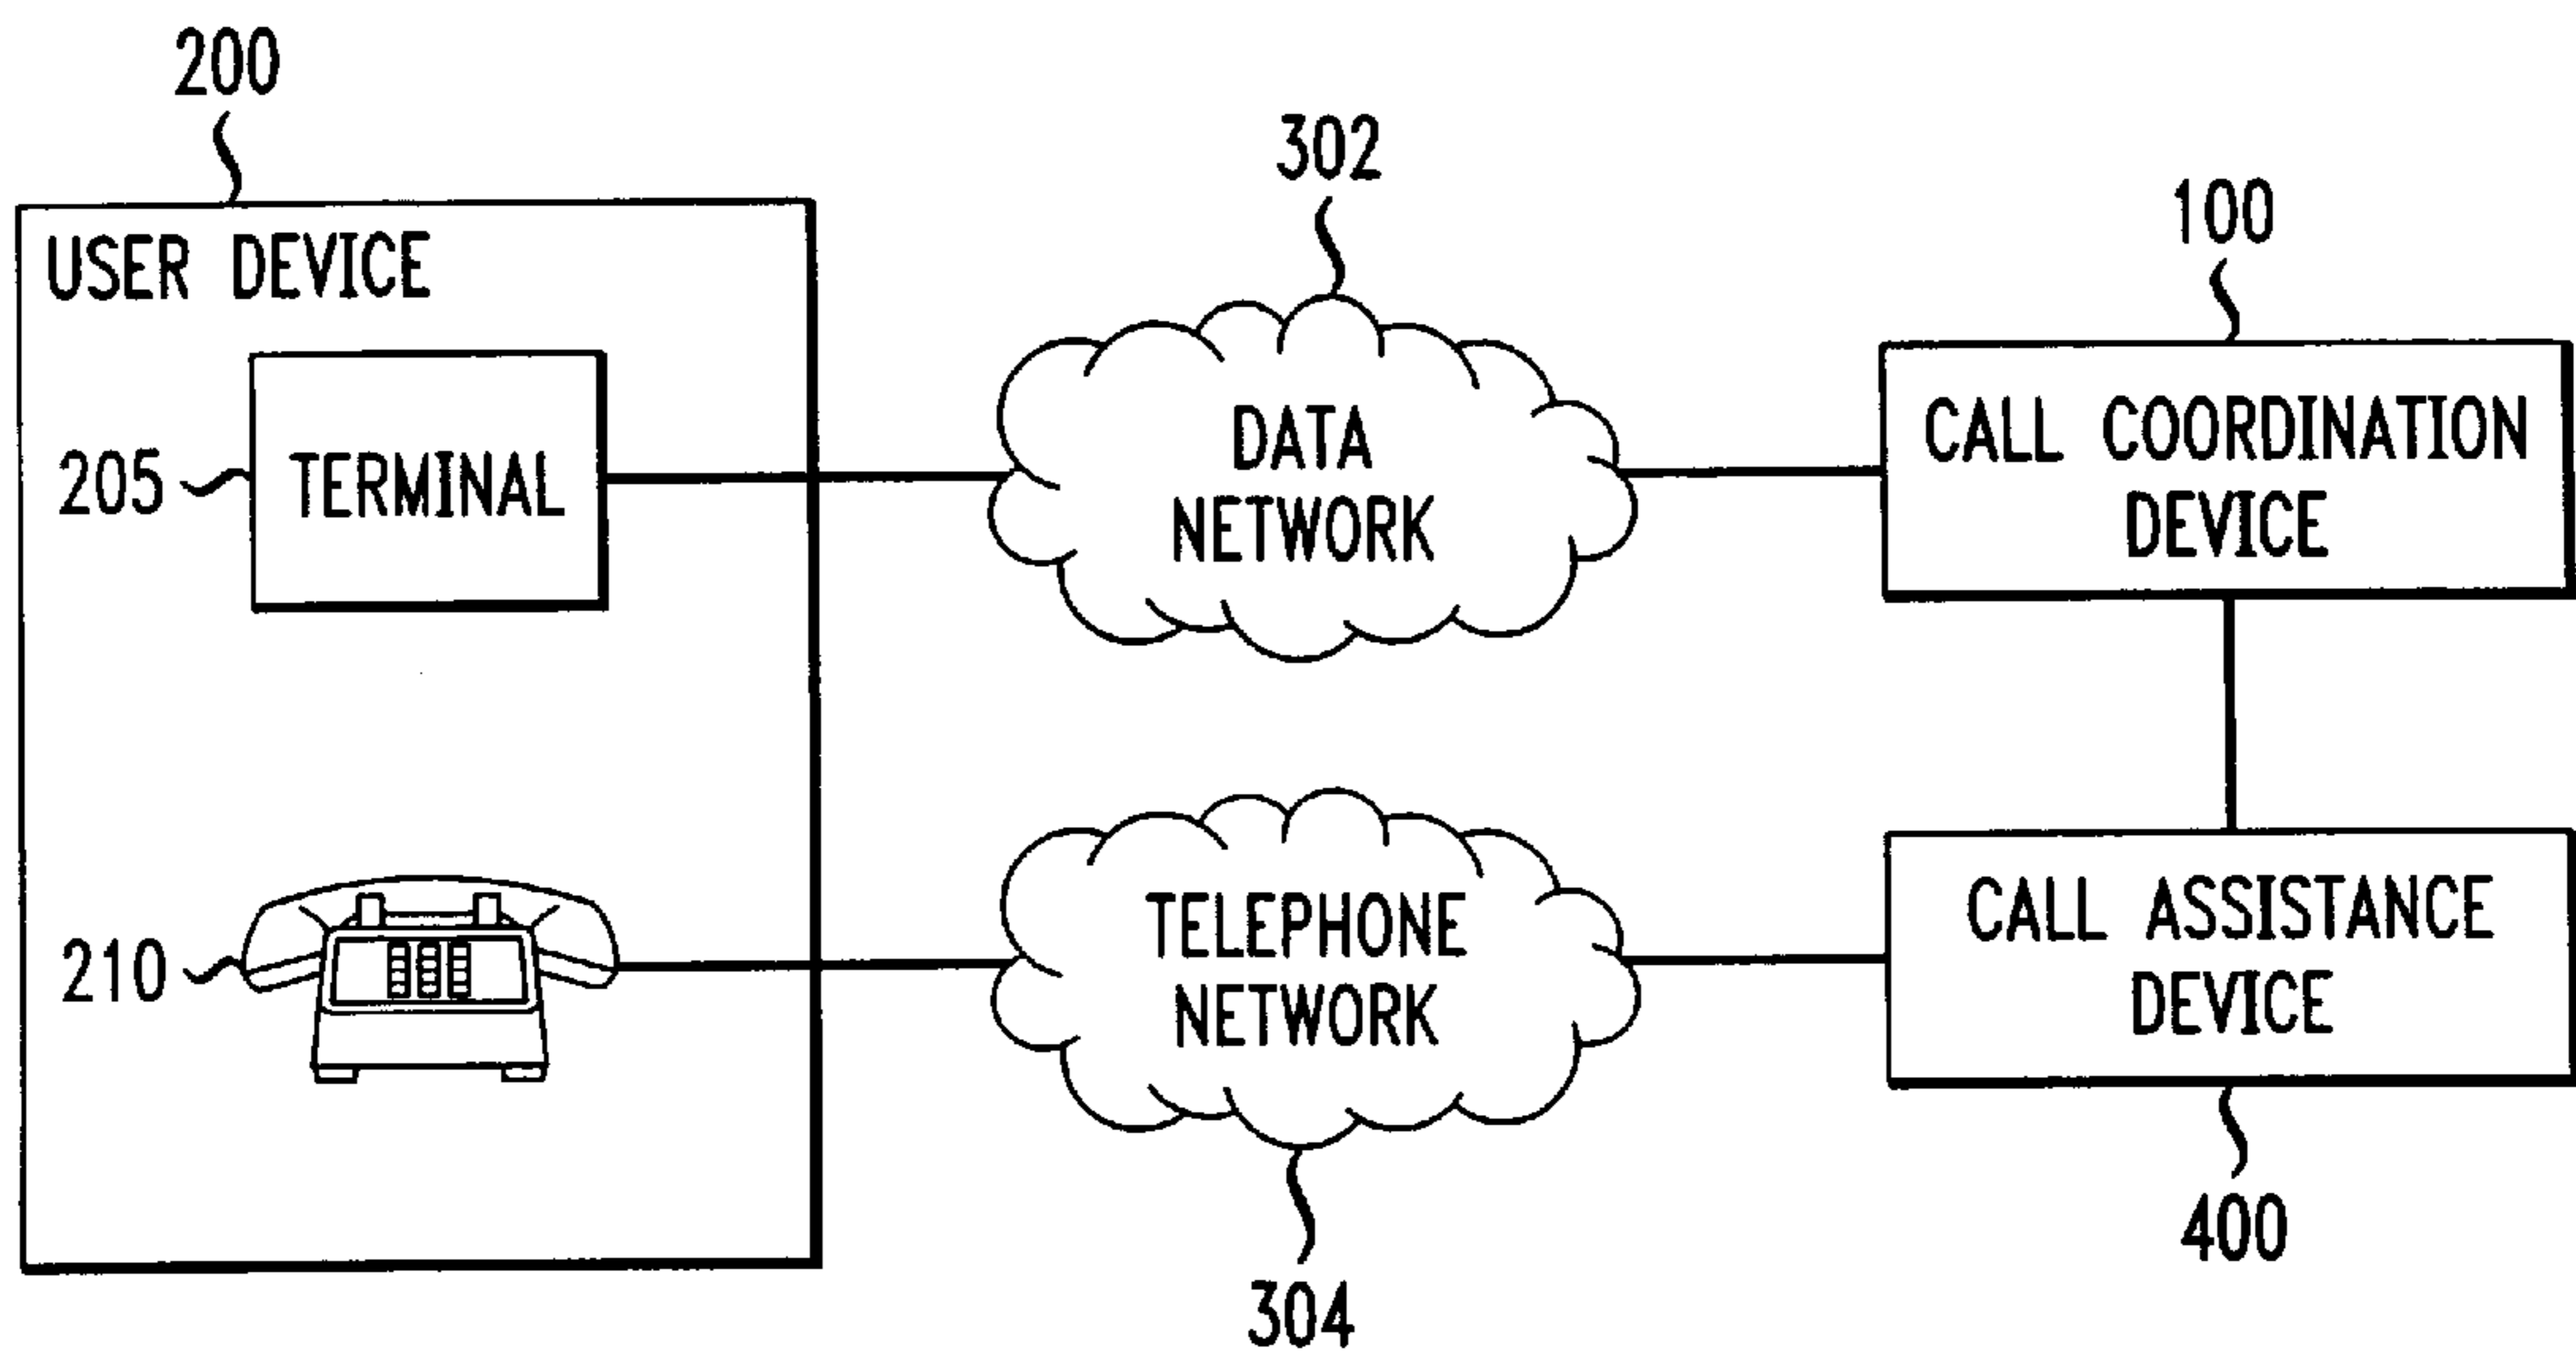 200
USER DEVICE
205
TERMINAL
210
302
DATA
NETWORK
TELEPHONE
NETWORK
304
100
CALL COORDINATION
DEVICE
CALL ASSISTANCE
DEVICE
400